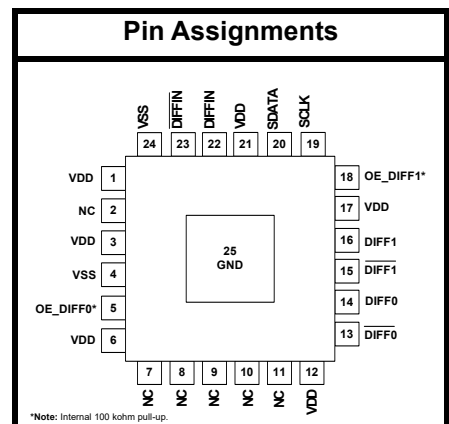 Pin Assignments
VSS
DIFFIN
DIFFIN
VDD
SDATA
SCLK
24
23
22
21
20
19
VDD 1
NC 2
VDD 3
VSS 4
OE_DIFF0* 5
VDD 6
18 OE_DIFF1*
17 VDD
16 DIFF1
15 DIFF1
14 DIFF0
13 DIFF0
25
GND
7
8
9
10
11
12
NC
NC
NC
NC
NC
VDD
*Note: Internal 100 kohm pull-up.